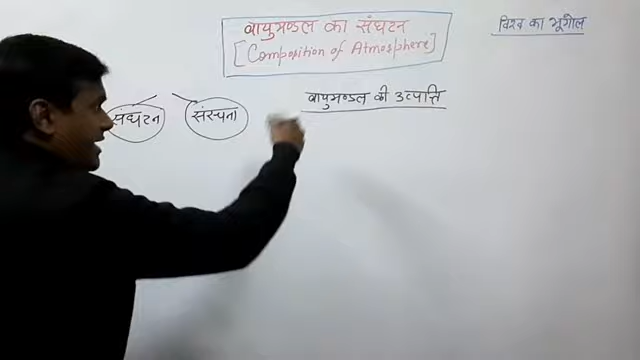 वायुमण्डल का संघटन
[Composition of Atmosphere]
विश्व का भूगोल
संघटन
संरचना
वायुमण्डल की उत्पत्ति